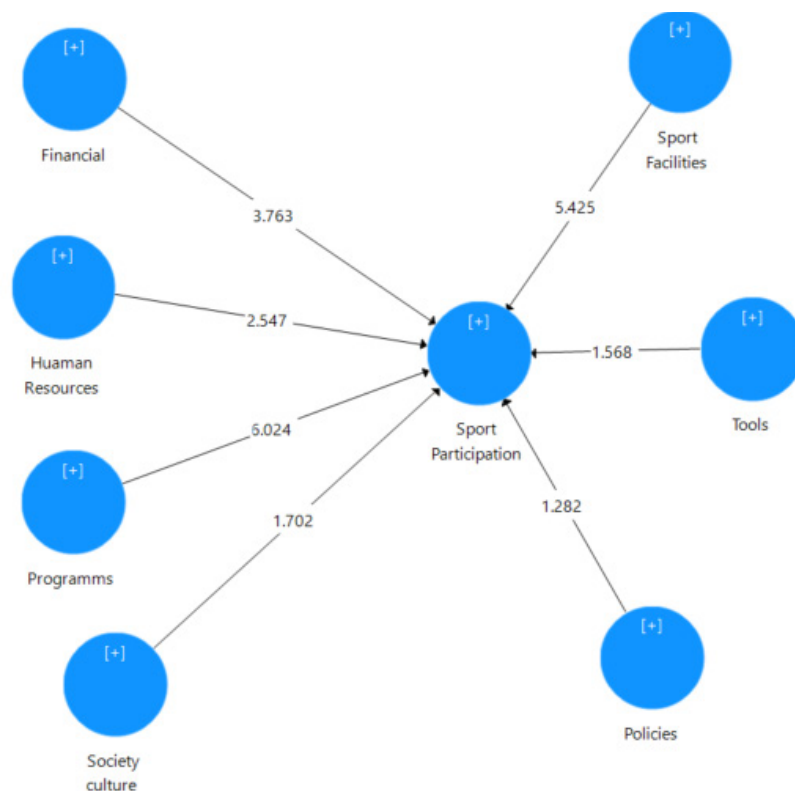 [+]
Financial
[+]
Sport
Facilities
3.763
5.425
[+]
Huaman
Resources
2.547
[+]
Sport
Participation
1.568
[+]
Tools
[+]
Programms
6.024
1.702
1.282
[+]
Society
culture
[+]
Policies